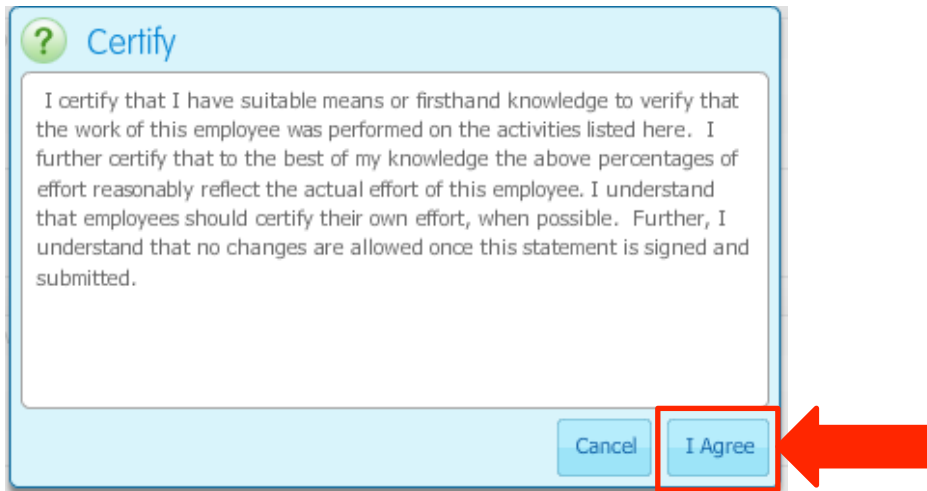 ? Certify
I certify that I have suitable means or firsthand knowledge to verify that
the work of this employee was performed on the activities listed here.  I
further certify that to the best of my knowledge the above percentages of
effort reasonably reflect the actual effort of this employee. I understand
that employees should certify their own effort, when possible.  Further, I
understand that no changes are allowed once this statement is signed and
submitted.
Cancel I Agree